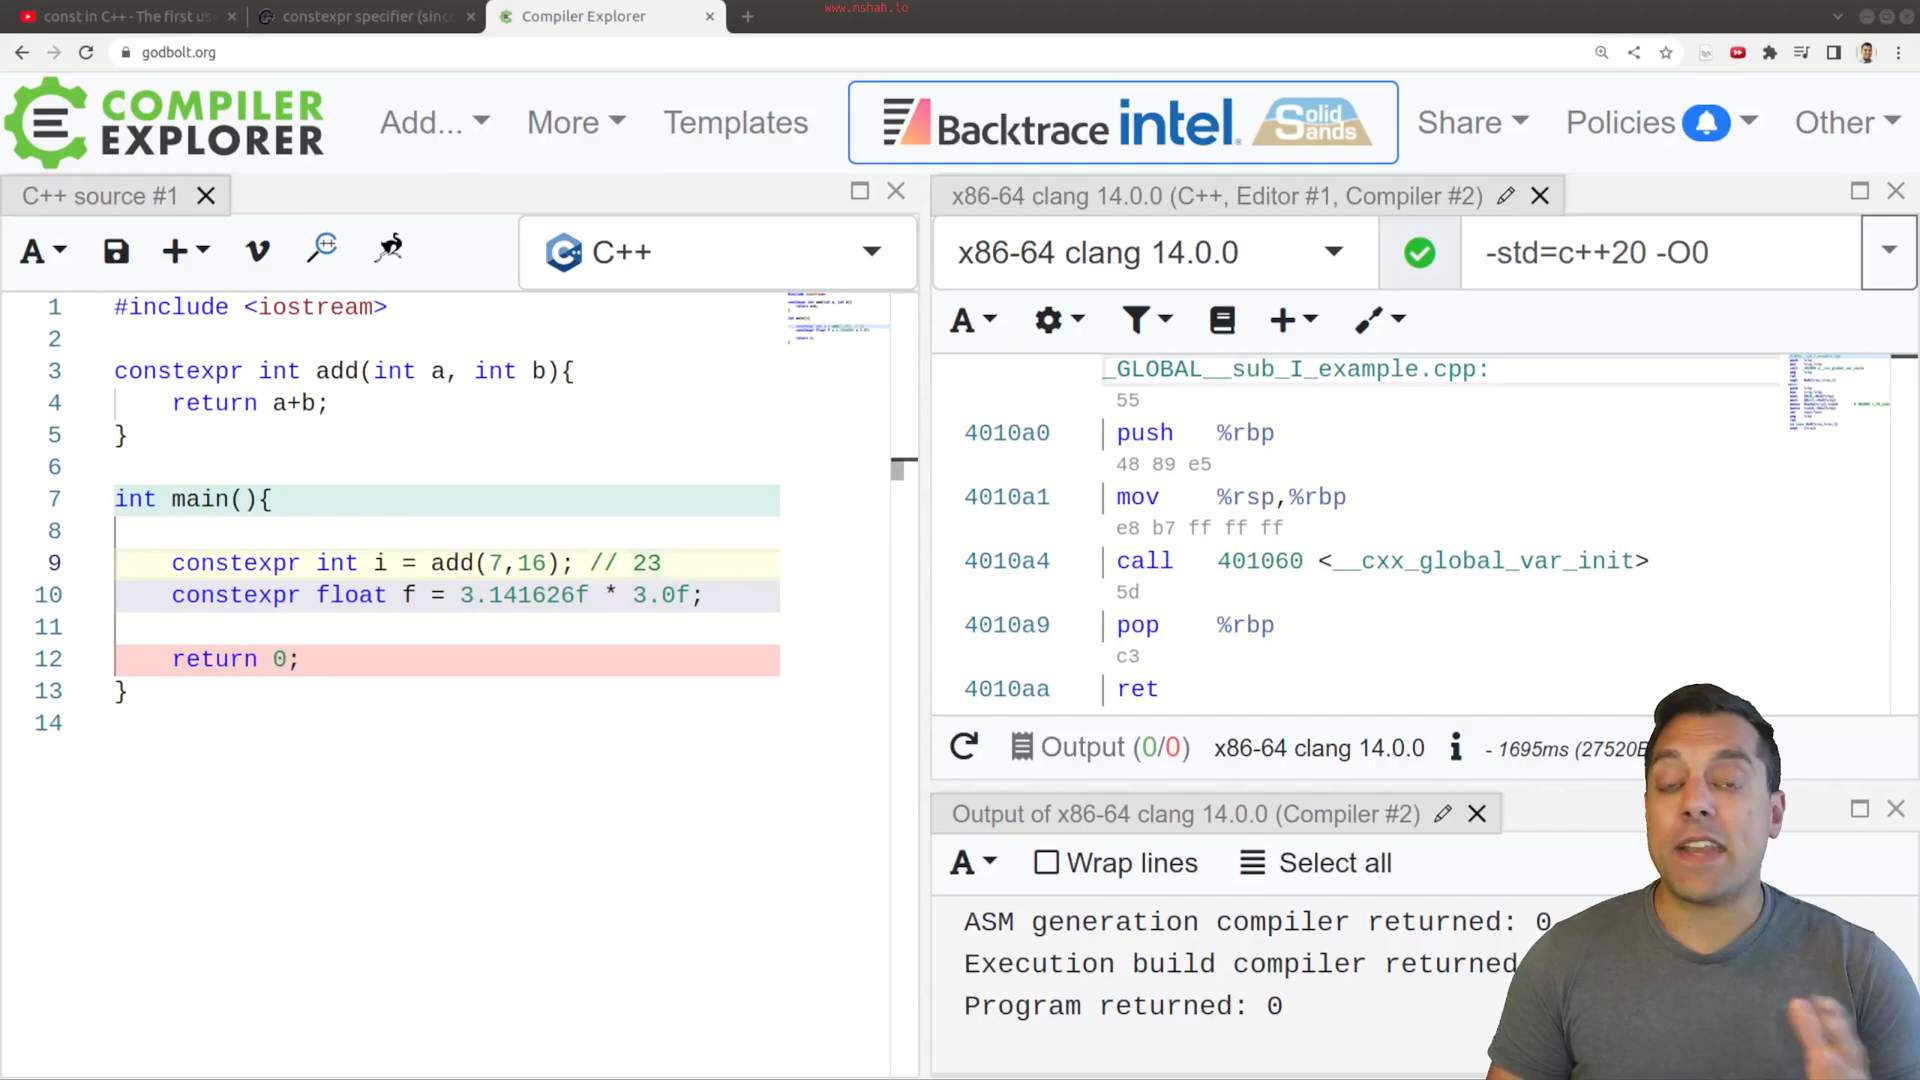 www.mshah.io
const in C++ - The first us
constexpr specifier (since
Compiler Explorer
godbolt.org
COMPILER
EXPLORER
Add...
More
Templates
Backtrace
intel.
Solid
Sands
Share
Policies
Other
C++ source #1
C++
1 #include <iostream>
2
3 constexpr int add(int a, int b){
4 return a+b;
5 }
6
7 int main(){
8
9 constexpr int i = add(7,16); // 23
10 constexpr float f = 3.141626f * 3.0f;
11
12 return 0;
13 }
14
x86-64 clang 14.0.0 (C++, Editor #1, Compiler #2)
x86-64 clang 14.0.0
-std=c++20 -O0
_GLOBAL__sub_I_example.cpp:
55
4010a0 push %rbp
48 89 e5
4010a1 mov %rsp,%rbp
e8 b7 ff ff ff
4010a4 call 401060 <__cxx_global_var_init>
5d
4010a9 pop %rbp
c3
4010aa ret
Output (0/0) x86-64 clang 14.0.0 - 1695ms (27520B
Output of x86-64 clang 14.0.0 (Compiler #2)
Wrap lines
Select all
ASM generation compiler returned: 0
Execution build compiler returned
Program returned: 0